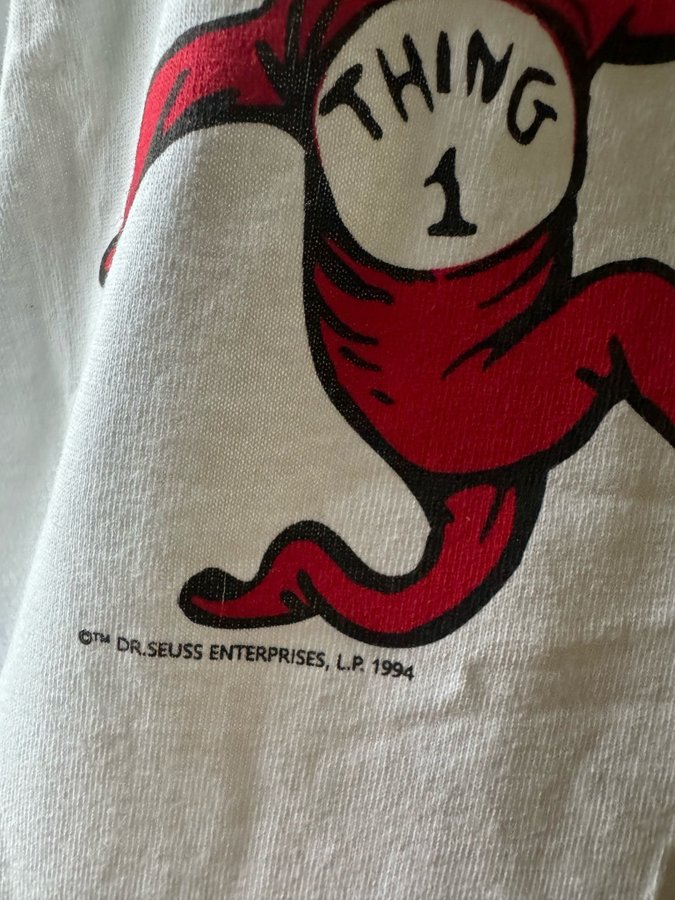 THING
1
©™ DR.SEUSS ENTERPRISES, L.P. 1994